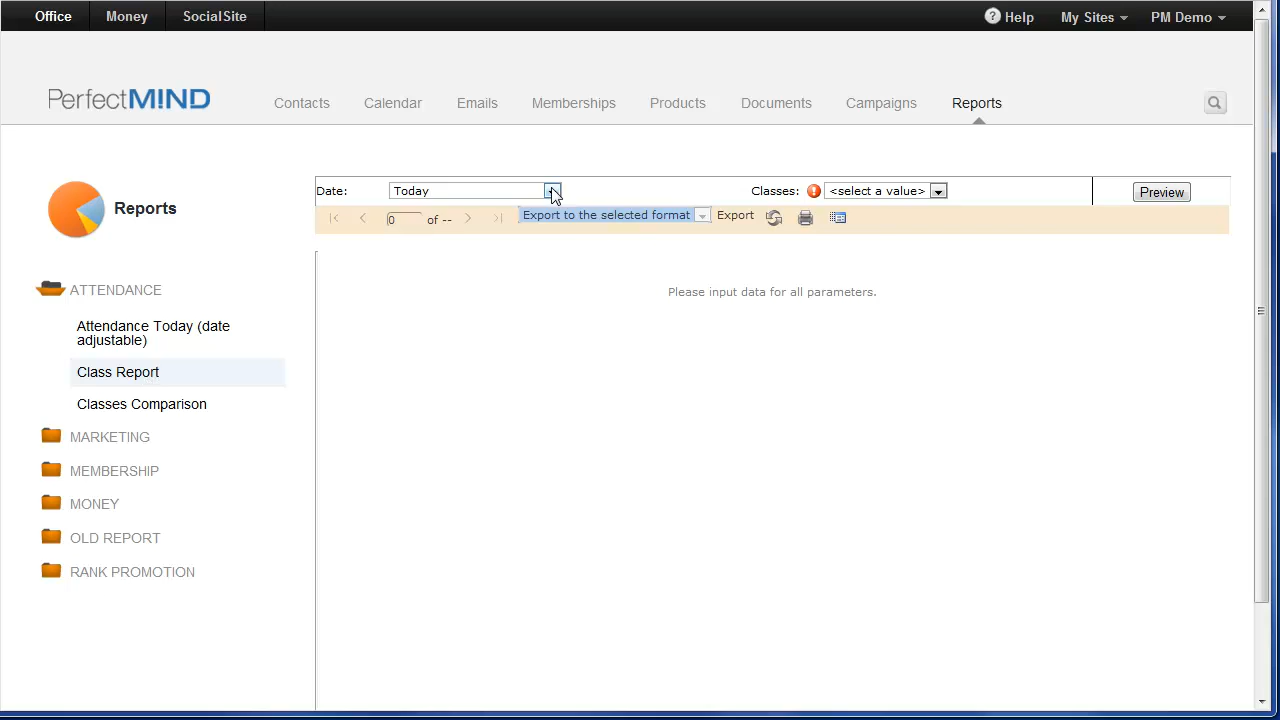 Office Money SocialSite Help My Sites PM Demo
PerfectMIND Contacts Calendar Emails Memberships Products Documents Campaigns Reports
Date: Today Classes: <select a value> Preview
0 of -- Export to the selected format Export
Reports
Please input data for all parameters.
ATTENDANCE
Attendance Today (date
adjustable)
Class Report
Classes Comparison
MARKETING
MEMBERSHIP
MONEY
OLD REPORT
RANK PROMOTION